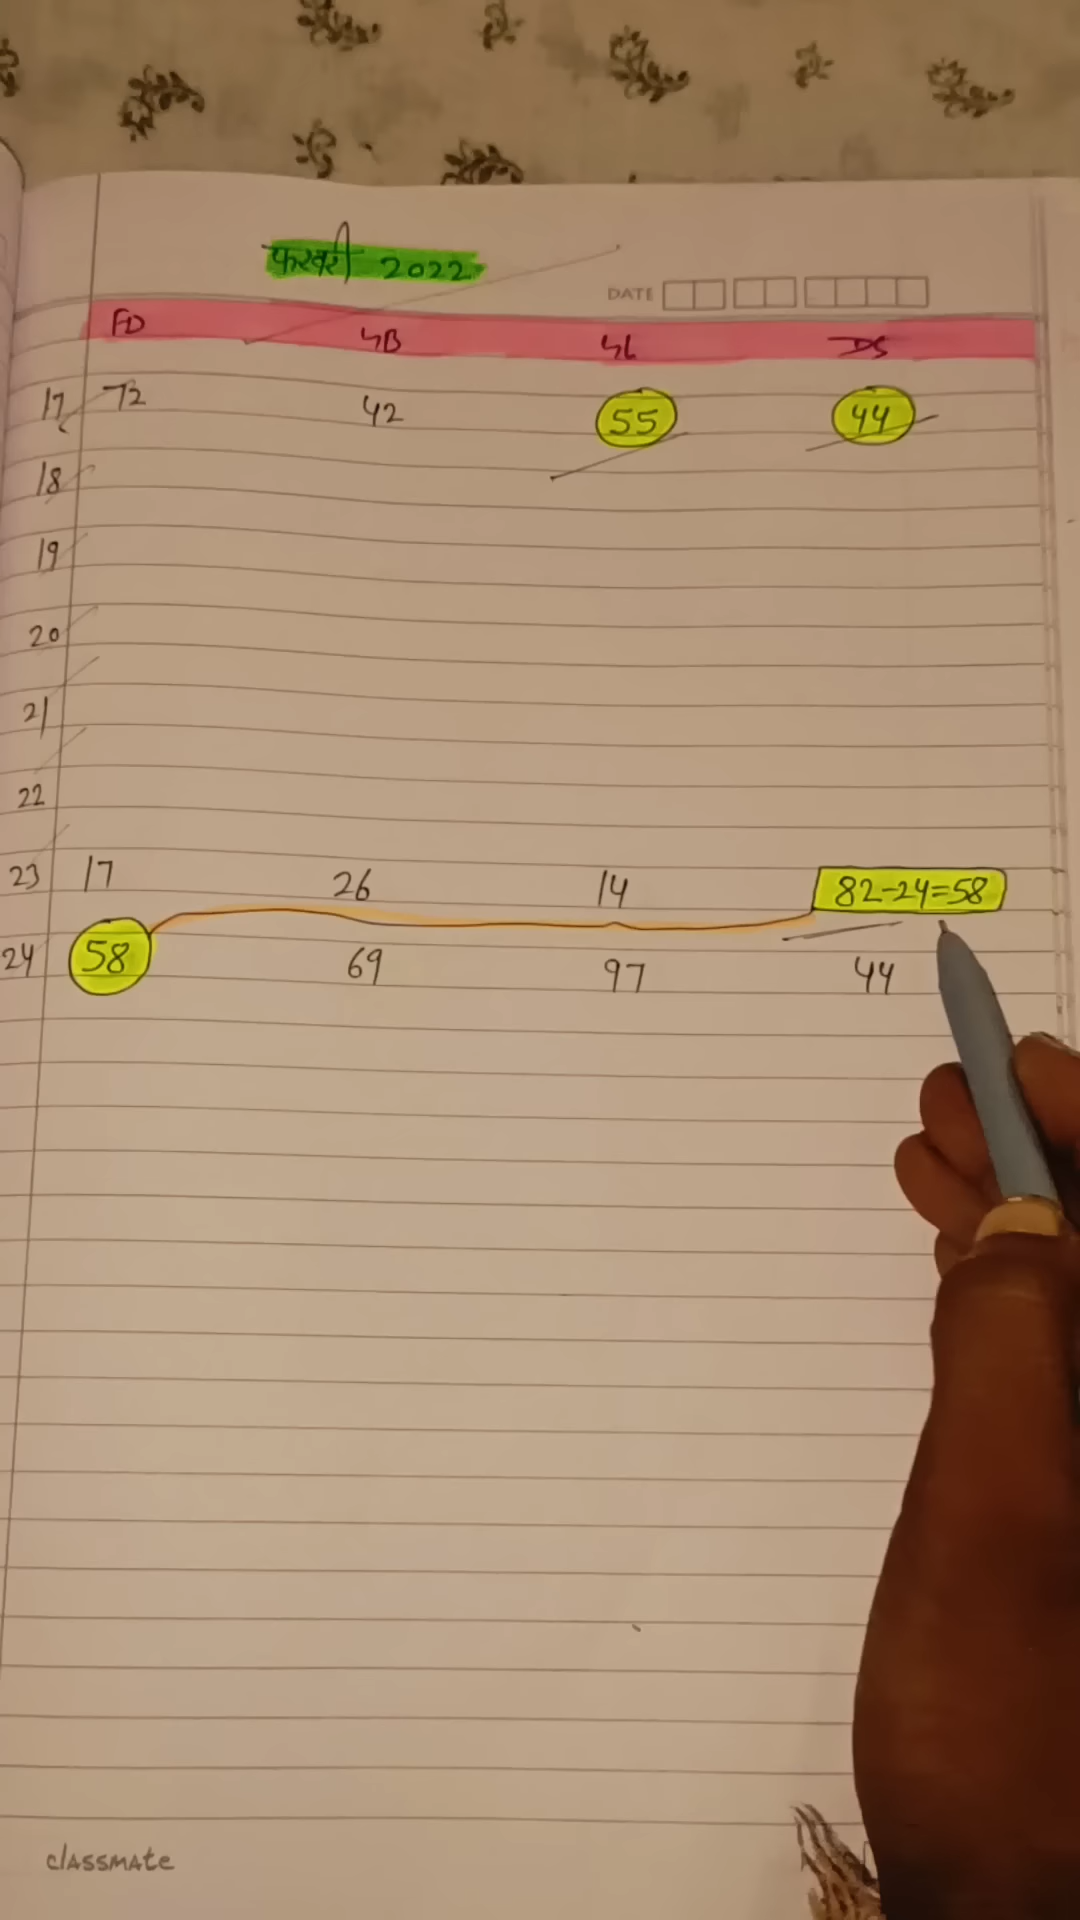 फरवरी 2022
DATE
FD GB GL DS
17 72 42 55 44
18
19
20
21
22
23 17 26 14 82-24=58
24 58 69 97 44
classmate